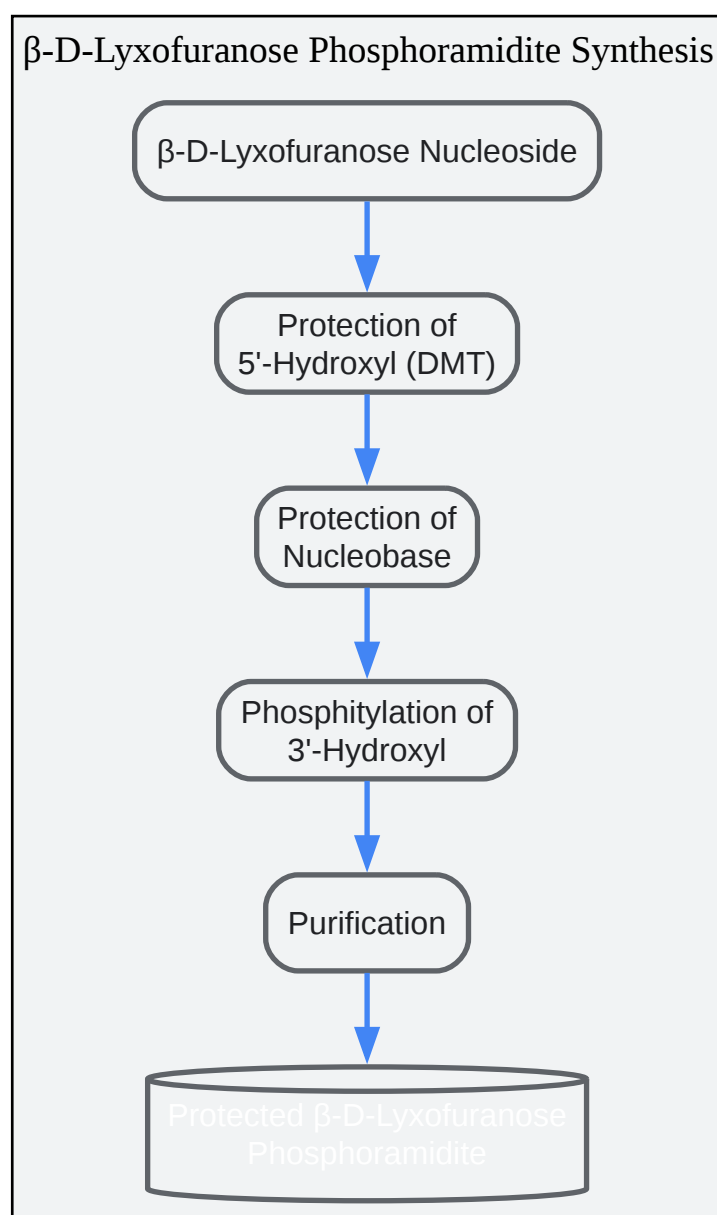 β-D-Lyxofuranose Phosphoramidite Synthesis
β-D-Lyxofuranose Nucleoside
Protection of
5'-Hydroxyl (DMT)
Protection of
Nucleobase
Phosphitylation of
3'-Hydroxyl
Purification
Protected β-D-Lyxofuranose
Phosphoramidite